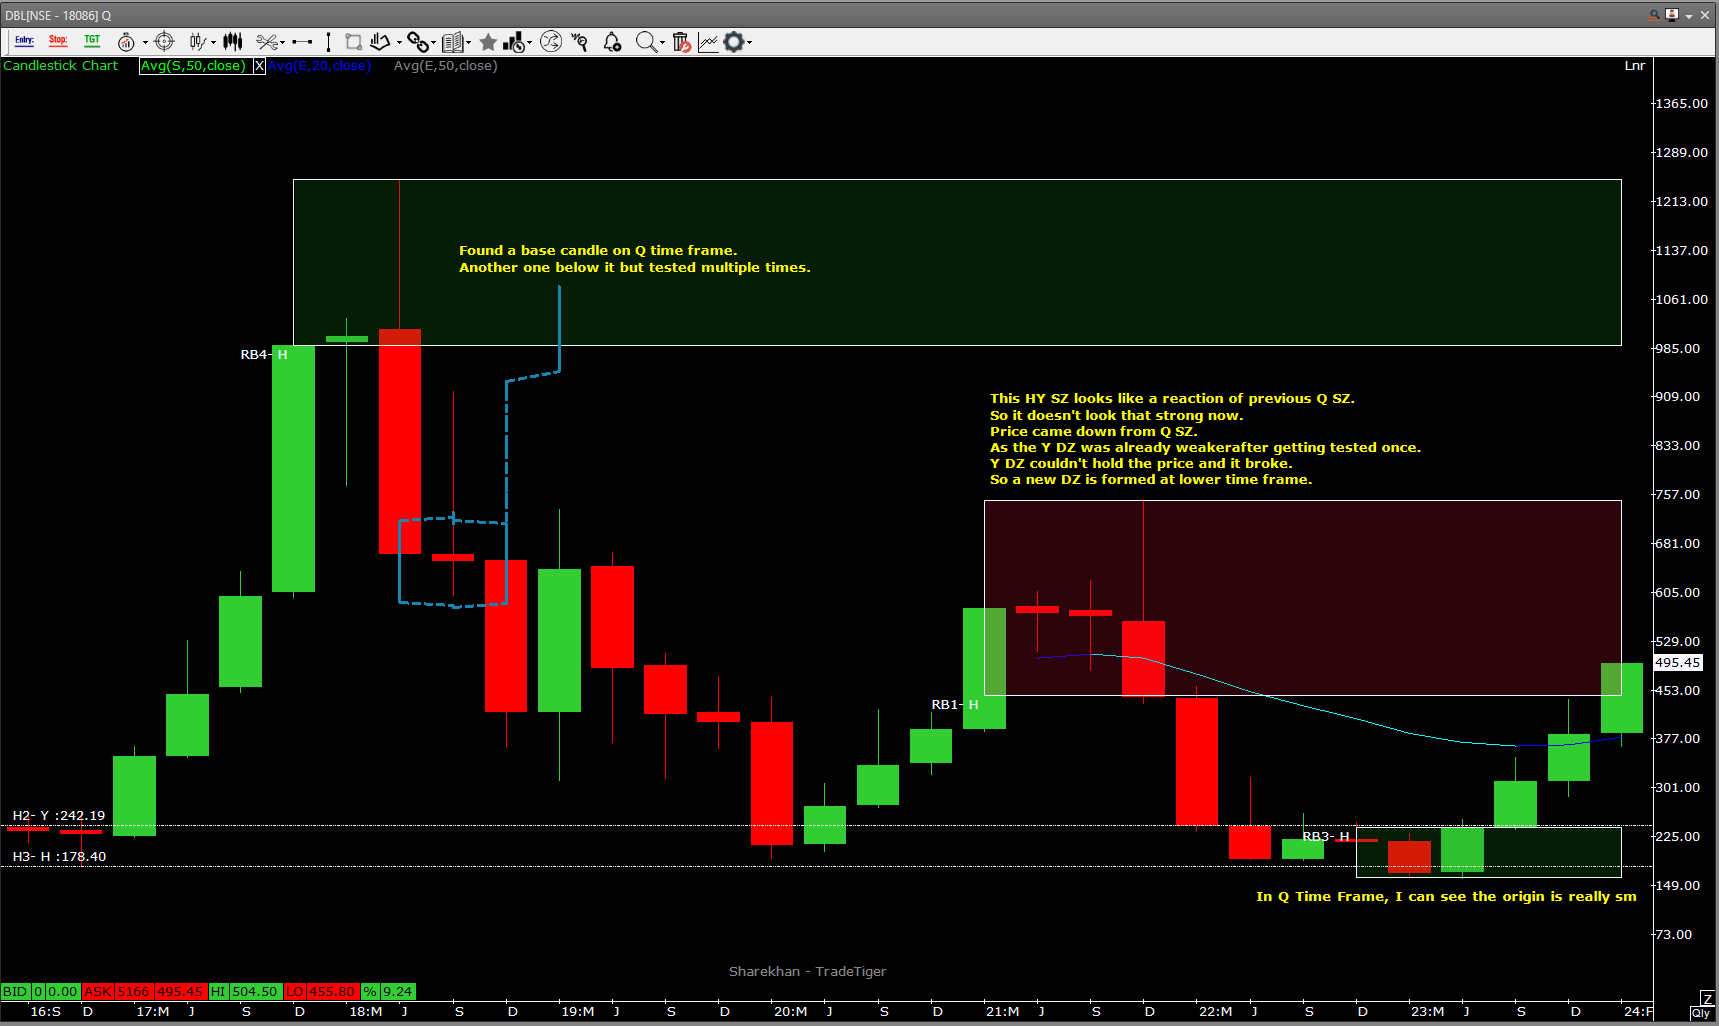 DBL[NSE - 18086] Q
Entry: Stop: TGT
Candlestick Chart Avg(S,50,close) X Avg(E,20,close) Avg(E,50,close) Lnr
1365.00
1289.00
1213.00
Found a base candle on Q time frame.
Another one below it but tested multiple times.
1137.00
1061.00
RB4- H
985.00
This HY SZ looks like a reaction of previous Q SZ.
So it doesn't look that strong now.
Price came down from Q SZ.
As the Y DZ was already weakerafter getting tested once.
Y DZ couldn't hold the price and it broke.
So a new DZ is formed at lower time frame.
909.00
833.00
757.00
681.00
605.00
529.00
495.45
453.00
RB1- H
377.00
301.00
H2- Y :242.19
RB3- H
225.00
H3- H :178.40
149.00
In Q Time Frame, I can see the origin is really sm
73.00
Sharekhan - TradeTiger
BID 0 0.00 ASK 5166 495.45 HI 504.50 LO 455.80 % 9.24
Z
16:S D 17:M J S D 18:M J S D 19:M J S D 20:M J S D 21:M J S D 22:M J S D 23:M J S D 24:F
Qly